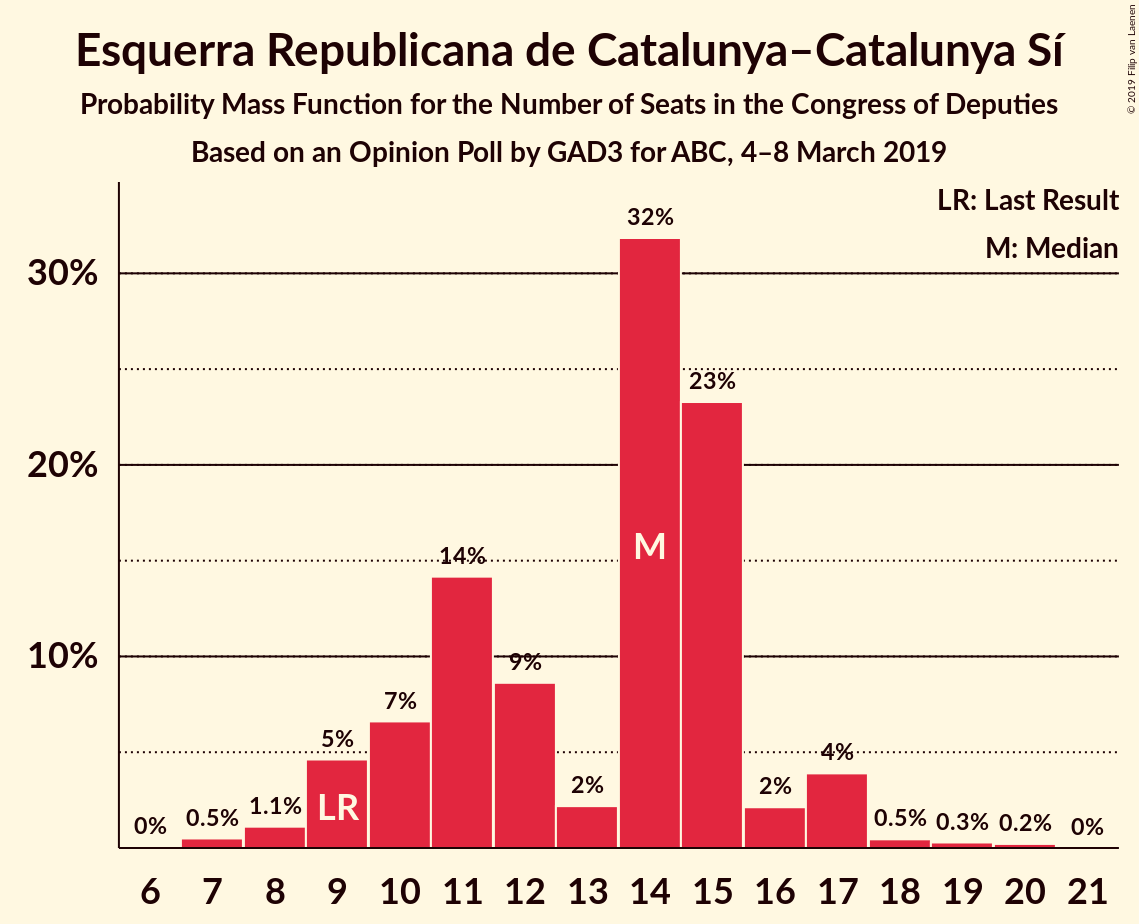 Esquerra Republicana de Catalunya–Catalunya Sí
Probability Mass Function for the Number of Seats in the Congress of Deputies
Based on an Opinion Poll by GAD3 for ABC, 4–8 March 2019
© 2019 Filip van Laenen
LR: Last Result
M: Median
30%
20%
10%
0%
0.5%
1.1%
5%
7%
14%
9%
2%
32%
23%
2%
4%
0.5%
0.3%
0.2%
0%
LR
M
6 7 8 9 10 11 12 13 14 15 16 17 18 19 20 21